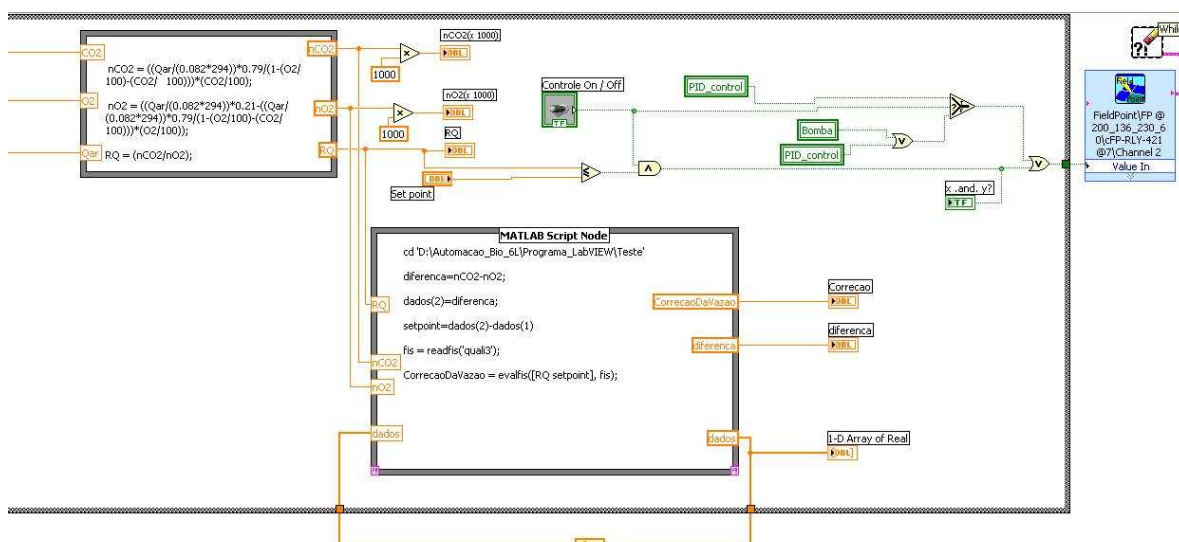 CO2
O2
Qar
nCO2 = ((Qar/(0.082*294))*0.79/(1-(O2/
100)-(CO2/   100)))*(CO2/100);
nO2 = ((Qar/(0.082*294))*0.21-((Qar/
(0.082*294))*0.79/(1-(O2/100)-(CO2/
100)))*(O2/100));
RQ = (nCO2/nO2);
nCO2
nO2
RQ
nCO2(x 1000)
DBL
1000
nO2(x 1000)
DBL
1000
RQ
DBL
DBL
Set point
Controle On / Off
TF
PID_control
Bomba
PID_control
x .and. y?
TF
While
Field
Point
FieldPoint\FP @
200_136_230_6
0\cFP-RLY-421
@7\Channel 2
Value In
MATLAB Script Node
cd 'D:\Automacao_Bio_6L\Programa_LabVIEW\Teste'
diferenca=nCO2-nO2;
dados(2)=diferenca;
setpoint=dados(2)-dados(1)
fis = readfis('quali3');
CorrecaoDaVazao = evalfis([RQ setpoint], fis);
RQ
nCO2
nO2
dados
CorrecaoDaVazao
diferenca
dados
Correcao
DBL
diferenca
DBL
1-D Array of Real
DBL